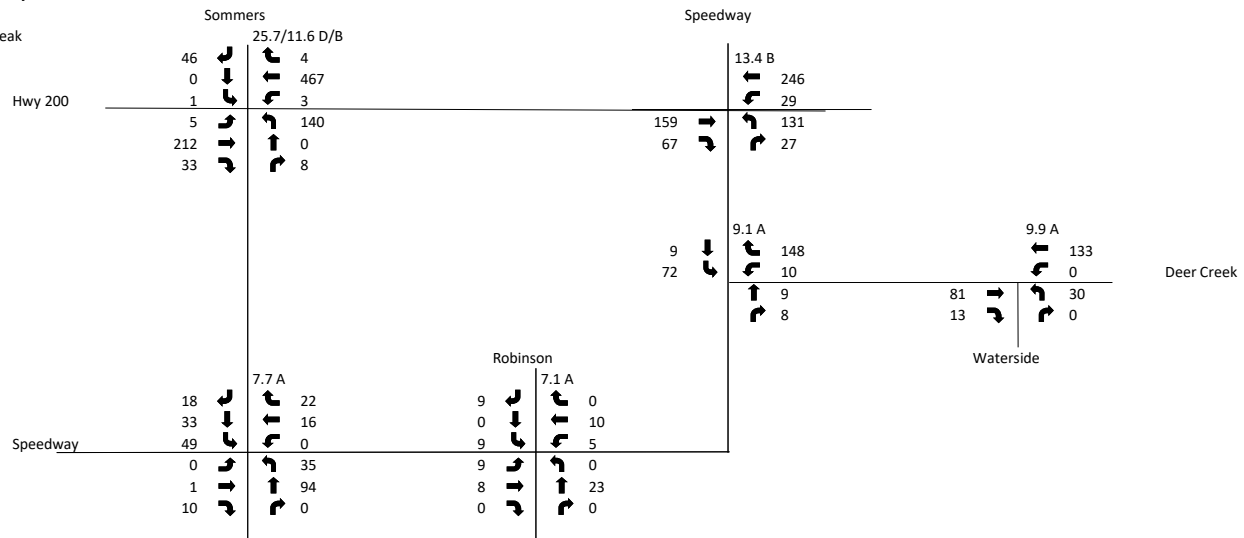 Sommers Speedway
eak 25.7/11.6 D/B
46 4 13.4 B
0 467 246
Hwy 200 1 3 29
5 140 159 131
212 0 67 27
33 8
9.1 A 9.9 A
9 148 133
72 10 0 Deer Creek
9 81 30
8 13 0
Robinson Waterside
7.7 A 7.1 A
18 22 9 0
33 16 0 10
Speedway 49 0 9 5
0 35 9 0
1 94 8 23
10 0 0 0